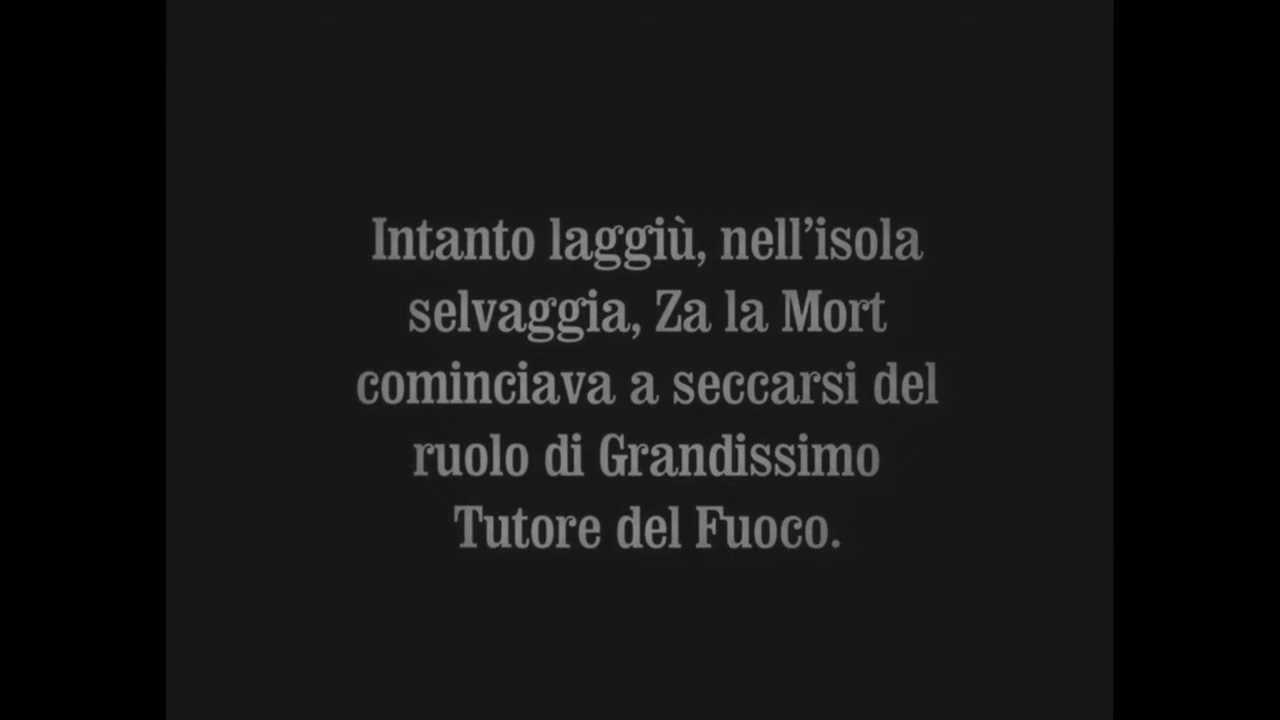 Intanto laggiù, nell’isola
selvaggia, Za la Mort
cominciava a seccarsi del
ruolo di Grandissimo
Tutore del Fuoco.